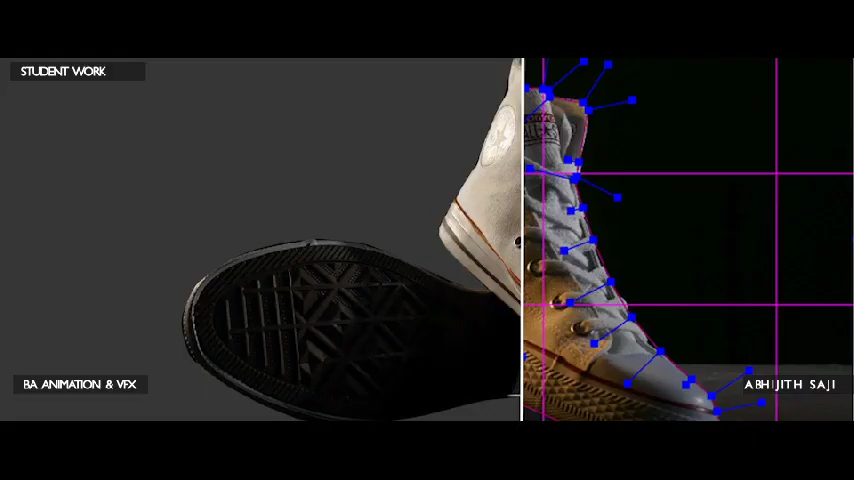 STUDENT WORK
BA ANIMATION & VFX
ABHIJITH SAJI